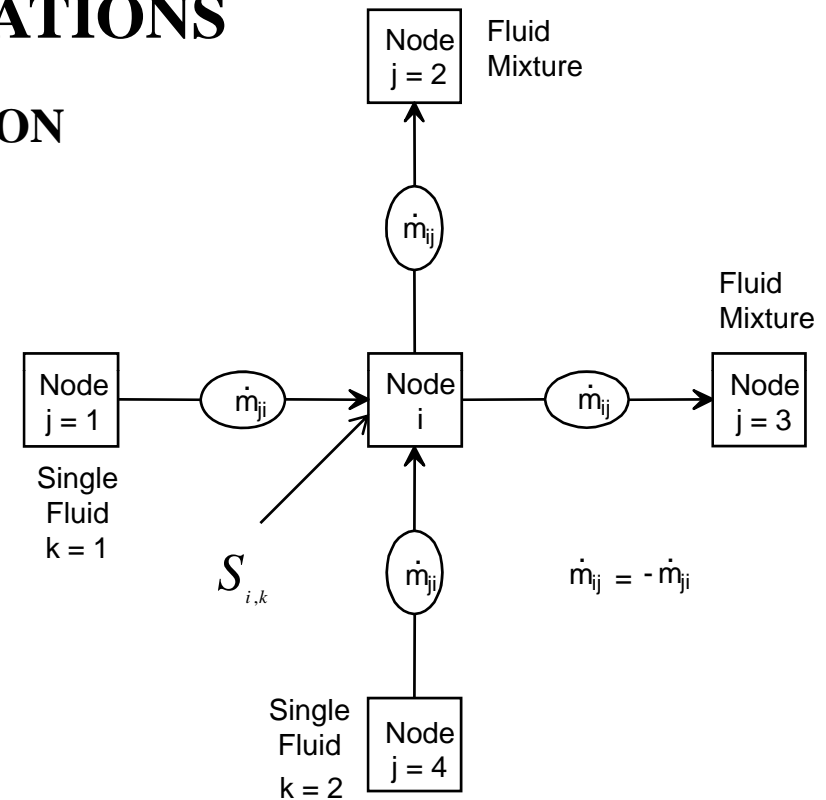 ATIONS
ON
Node
j = 2
Fluid
Mixture
ṁij
Fluid
Mixture
Node
j = 1
ṁji
Node
i
ṁij
Node
j = 3
Single
Fluid
k = 1
Si,k
ṁji
ṁij = - ṁji
Single
Fluid
k = 2
Node
j = 4